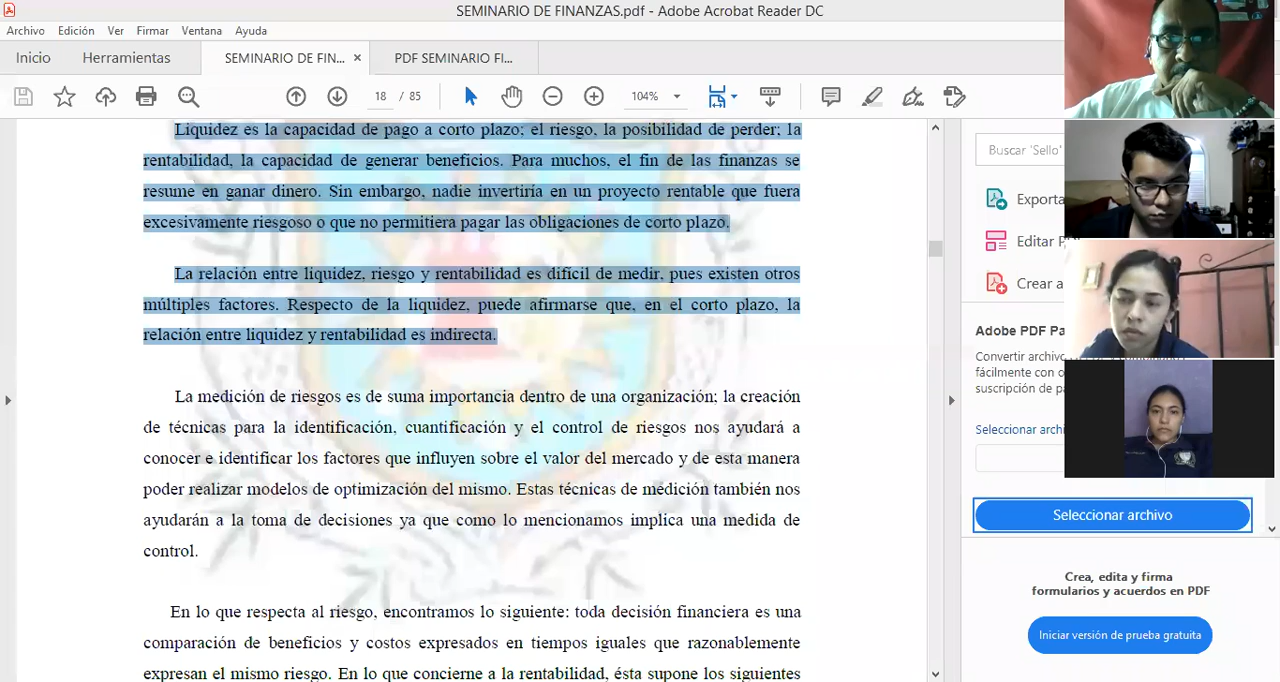 SEMINARIO DE FINANZAS.pdf - Adobe Acrobat Reader DC
Archivo Edición Ver Firmar Ventana Ayuda
Inicio Herramientas SEMINARIO DE FIN... × PDF SEMINARIO FI...
18 / 85 104%
Liquidez es la capacidad de pago a corto plazo; el riesgo, la posibilidad de perder; la
rentabilidad, la capacidad de generar beneficios. Para muchos, el fin de las finanzas se
resume en ganar dinero. Sin embargo, nadie invertiría en un proyecto rentable que fuera
excesivamente riesgoso o que no permitiera pagar las obligaciones de corto plazo.
La relación entre liquidez, riesgo y rentabilidad es difícil de medir, pues existen otros
múltiples factores. Respecto de la liquidez, puede afirmarse que, en el corto plazo, la
relación entre liquidez y rentabilidad es indirecta.
La medición de riesgos es de suma importancia dentro de una organización; la creación
de técnicas para la identificación, cuantificación y el control de riesgos nos ayudará a
conocer e identificar los factores que influyen sobre el valor del mercado y de esta manera
poder realizar modelos de optimización del mismo. Estas técnicas de medición también nos
ayudarán a la toma de decisiones ya que como lo mencionamos implica una medida de
control.
En lo que respecta al riesgo, encontramos lo siguiente: toda decisión financiera es una
comparación de beneficios y costos expresados en tiempos iguales que razonablemente
expresan el mismo riesgo. En lo que concierne a la rentabilidad, ésta supone los siguientes
Buscar 'Sello'
Exporta
Editar P
Crear a
Adobe PDF Pa
Convertir archivo
fácilmente con o
suscripción de pa
Seleccionar archi
Seleccionar archivo
Crea, edita y firma
formularios y acuerdos en PDF
Iniciar versión de prueba gratuita